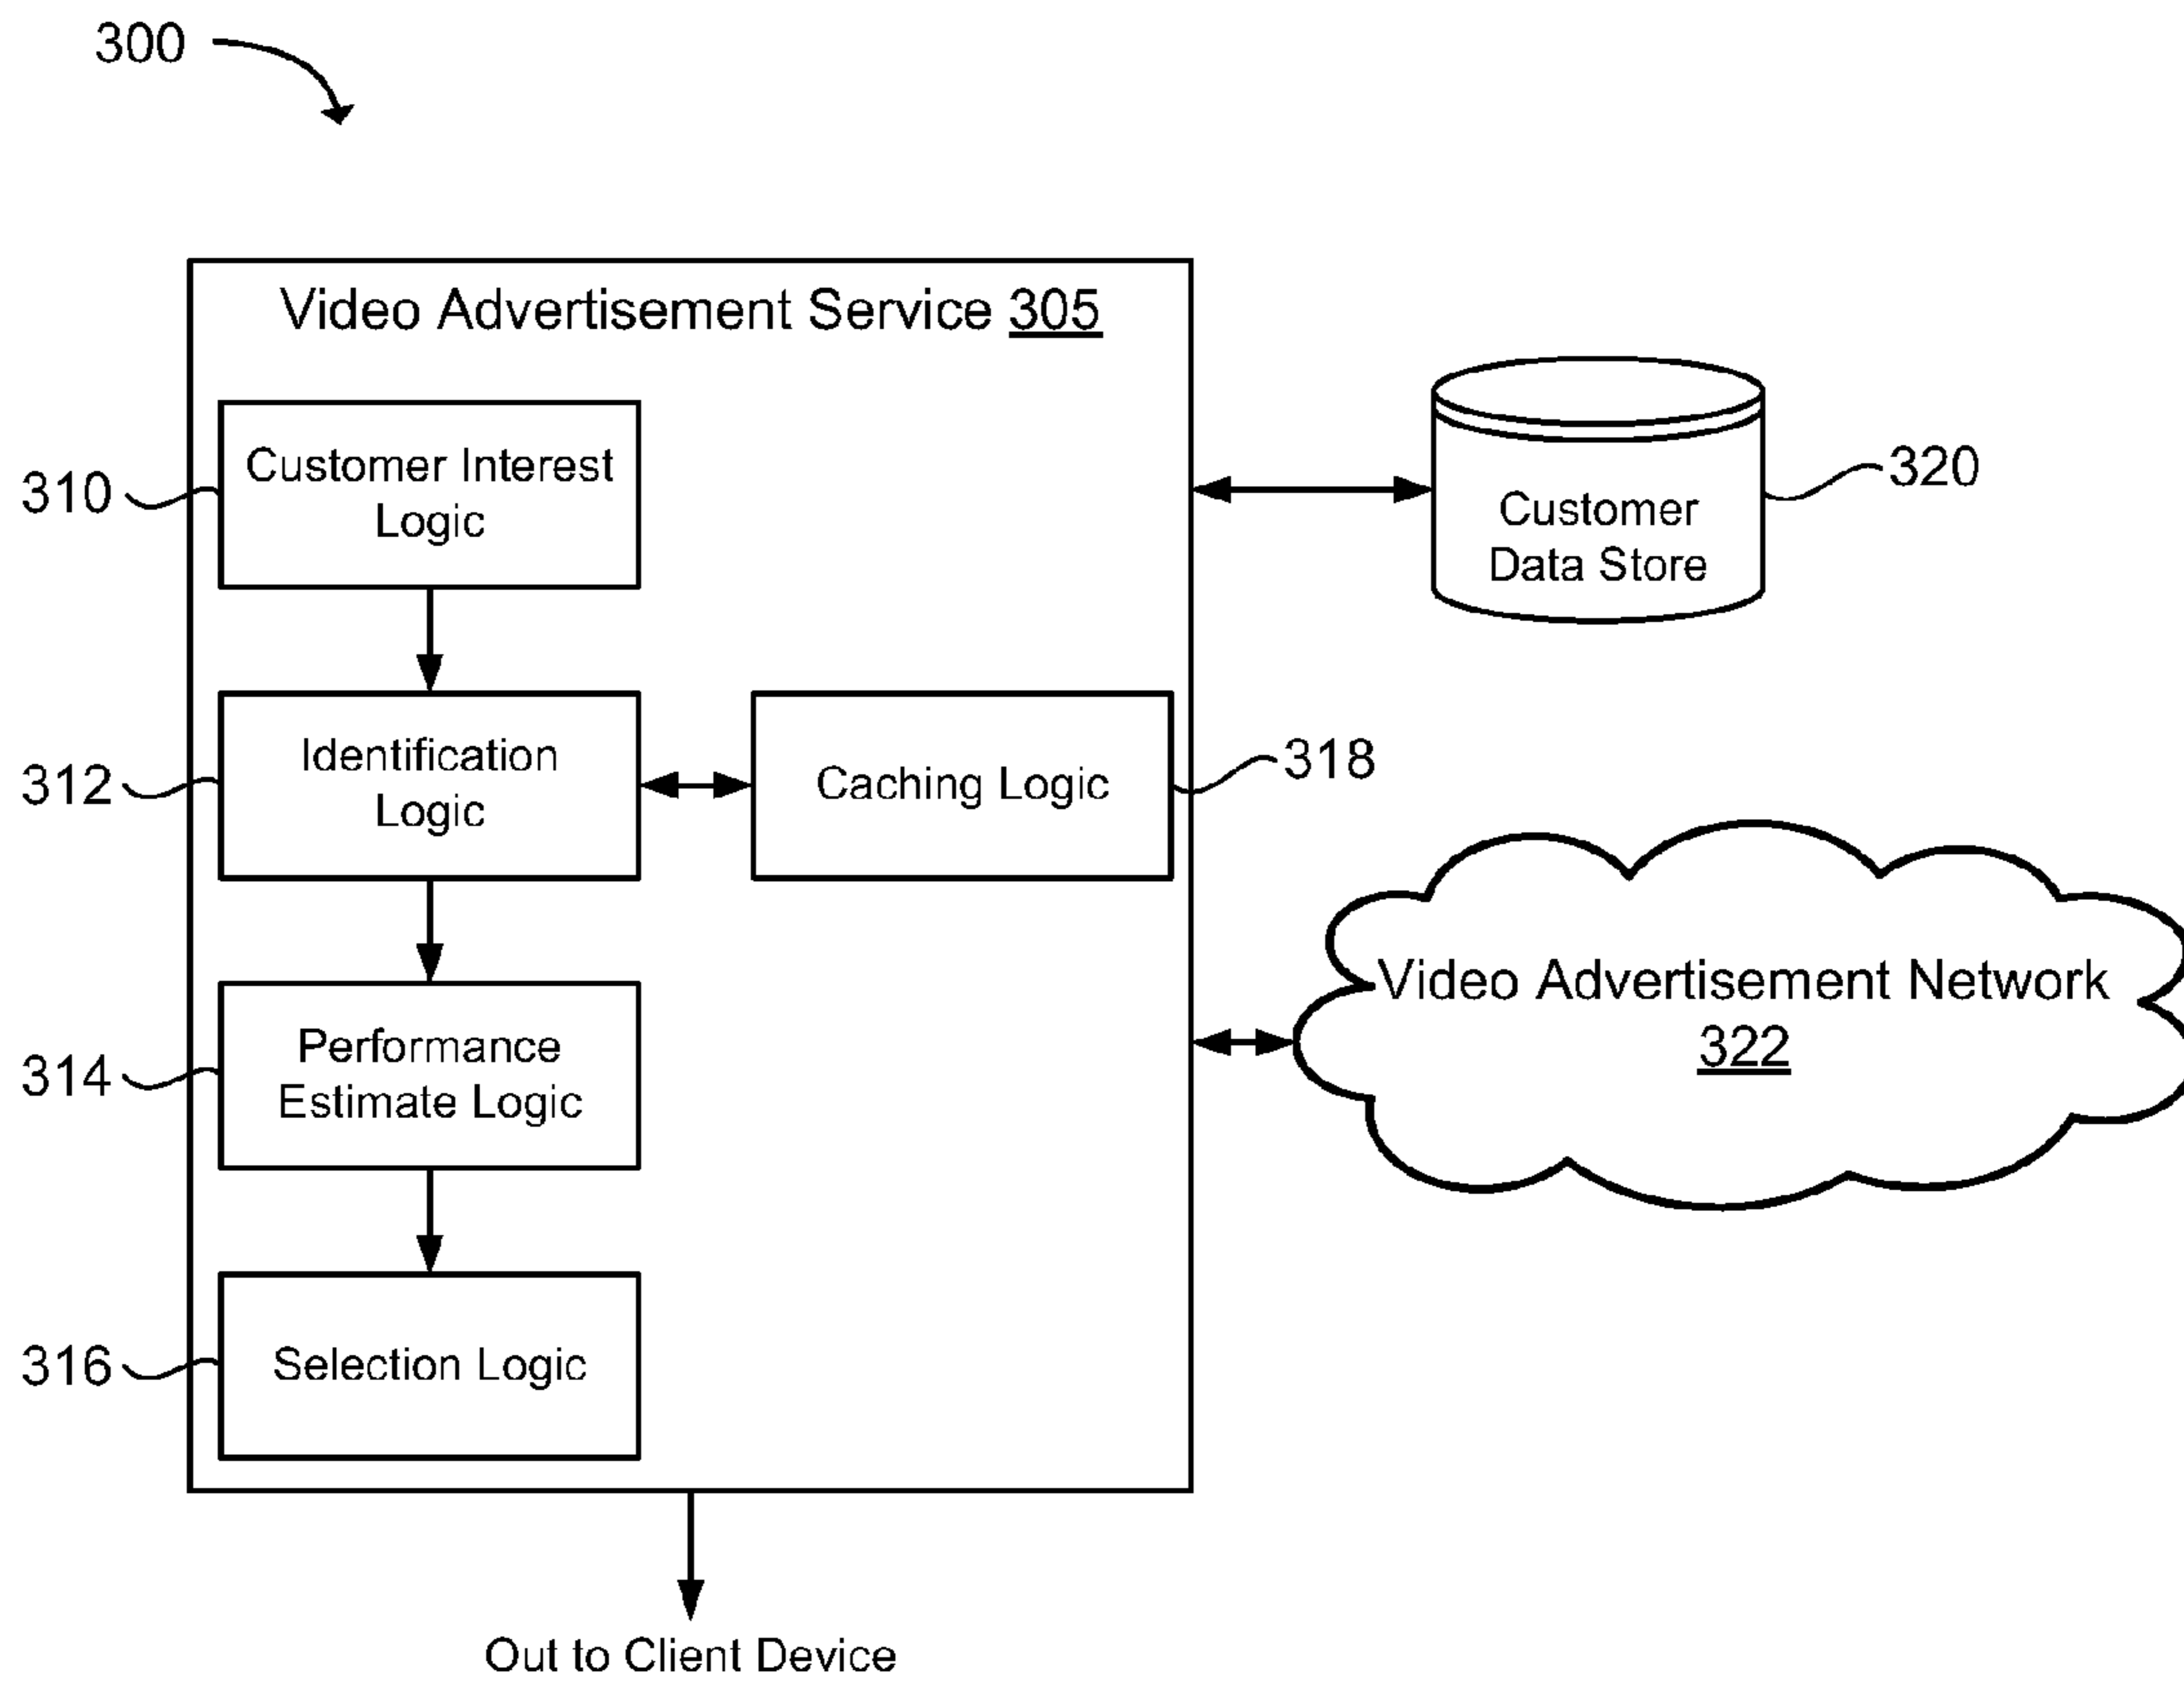 300
Video Advertisement Service 305
310
Customer Interest
Logic
320
Customer
Data Store
312
Identification
Logic
Caching Logic
318
314
Performance
Estimate Logic
Video Advertisement Network
322
316
Selection Logic
Out to Client Device